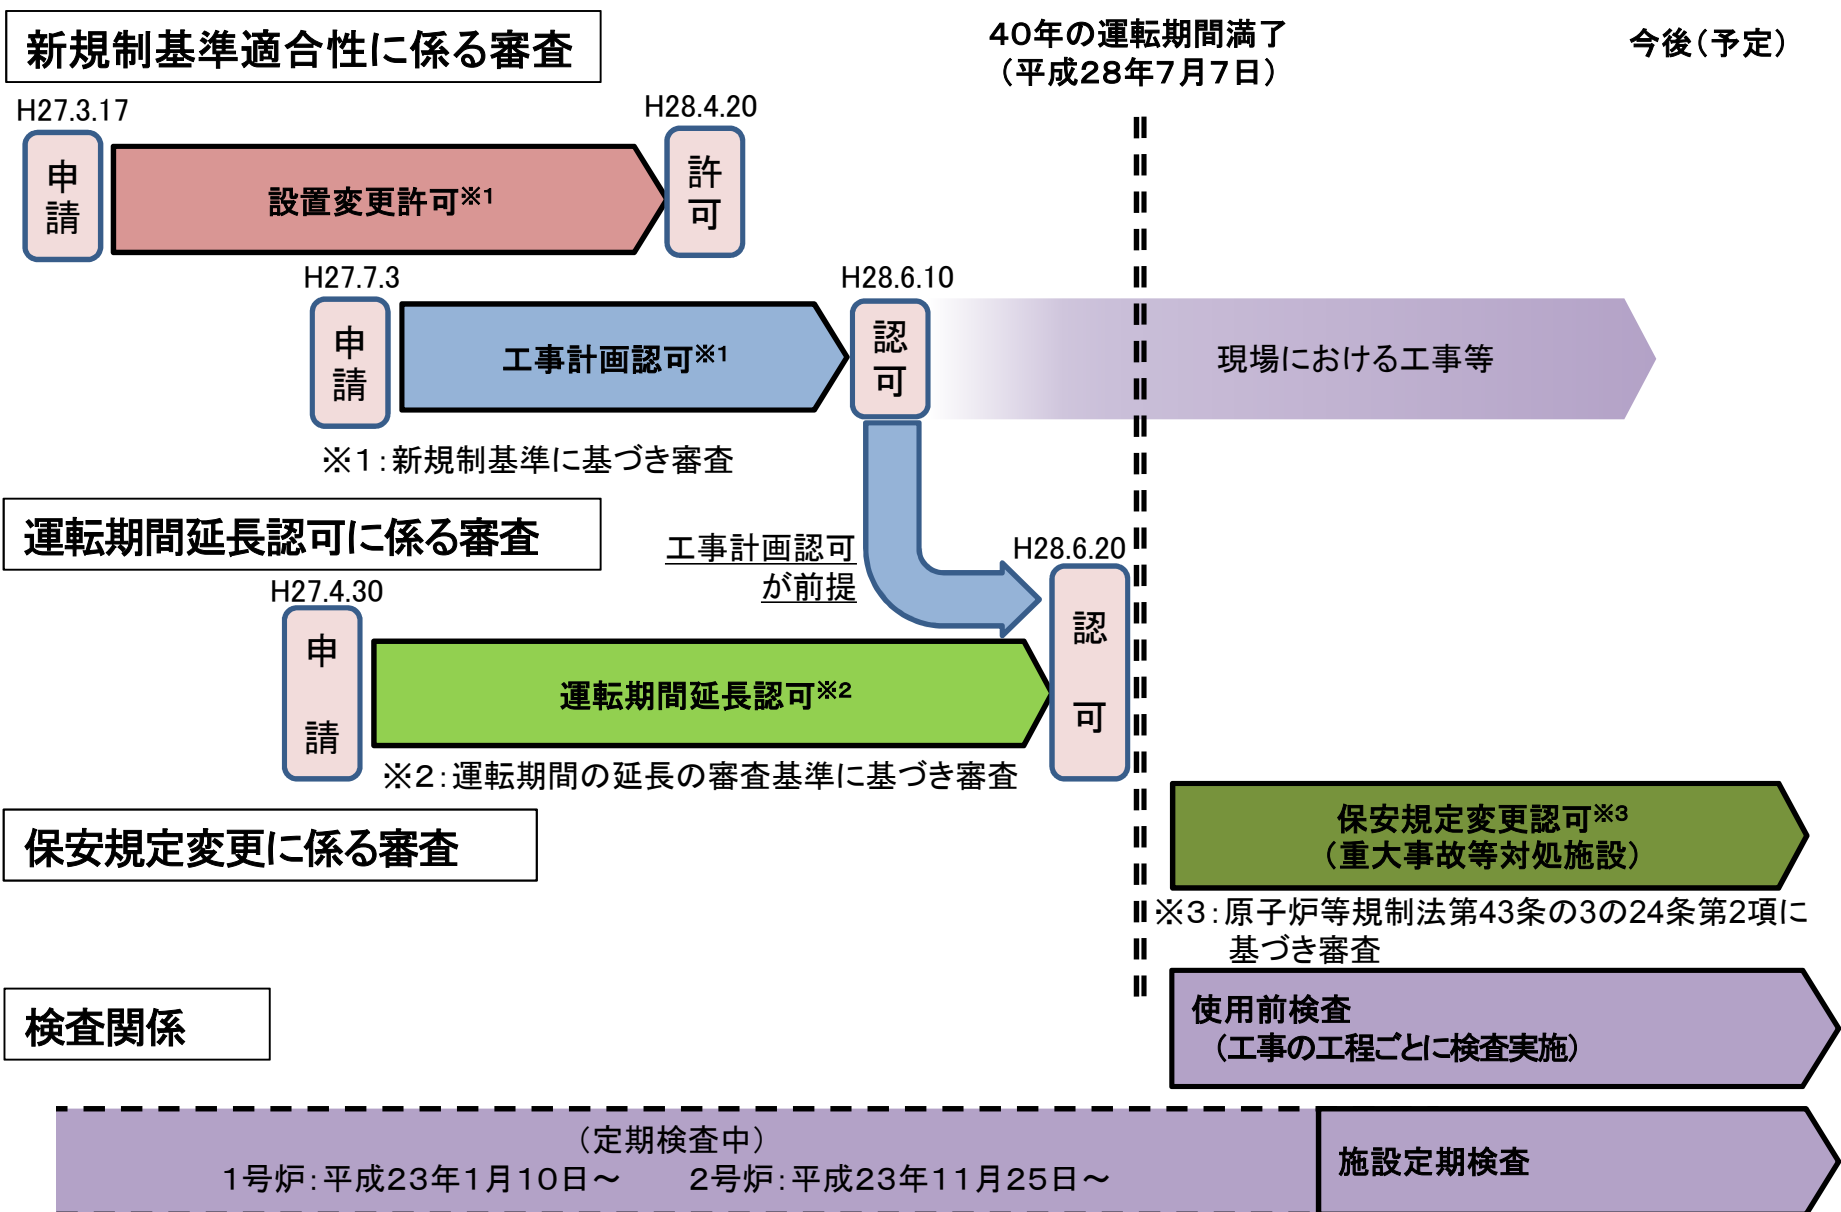 新規制基準適合性に係る審査
40年の運転期間満了
（平成28年7月7日）
今後（予定）
H27.3.17
申請
設置変更許可※1
H28.4.20
許可
H27.7.3
申請
工事計画認可※1
H28.6.10
認可
現場における工事等
※1：新規制基準に基づき審査
運転期間延長認可に係る審査
工事計画認可
が前提
H28.6.20
認可
H27.4.30
申請
運転期間延長認可※2
※2：運転期間の延長の審査基準に基づき審査
保安規定変更に係る審査
保安規定変更認可※3
（重大事故等対処施設）
※3：原子炉等規制法第43条の3の24条第2項に
基づき審査
検査関係
使用前検査
（工事の工程ごとに検査実施）
（定期検査中）
1号炉：平成23年1月10日～　2号炉：平成23年11月25日～
施設定期検査